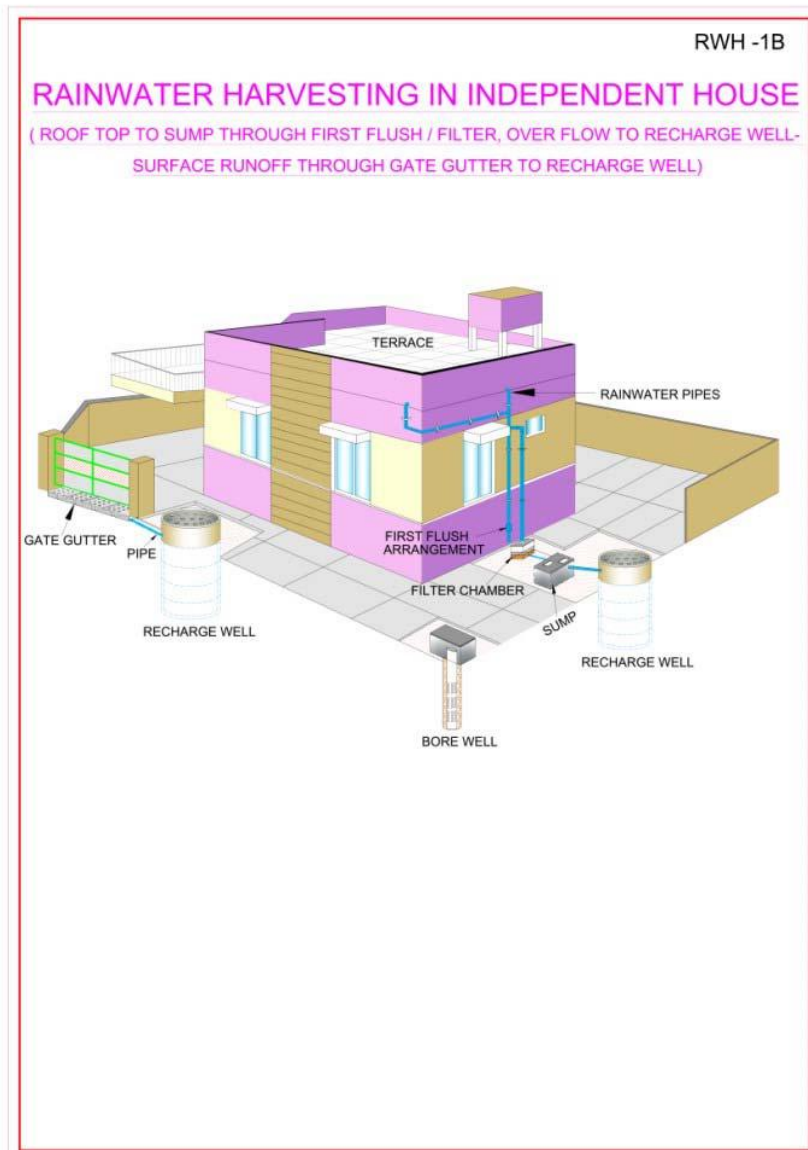 RWH -1B
RAINWATER HARVESTING IN INDEPENDENT HOUSE
( ROOF TOP TO SUMP THROUGH FIRST FLUSH / FILTER, OVER FLOW TO RECHARGE WELL-
SURFACE RUNOFF THROUGH GATE GUTTER TO RECHARGE WELL)
TERRACE
RAINWATER PIPES
GATE GUTTER
PIPE
FIRST FLUSH
ARRANGEMENT
FILTER CHAMBER
SUMP
RECHARGE WELL
RECHARGE WELL
BORE WELL